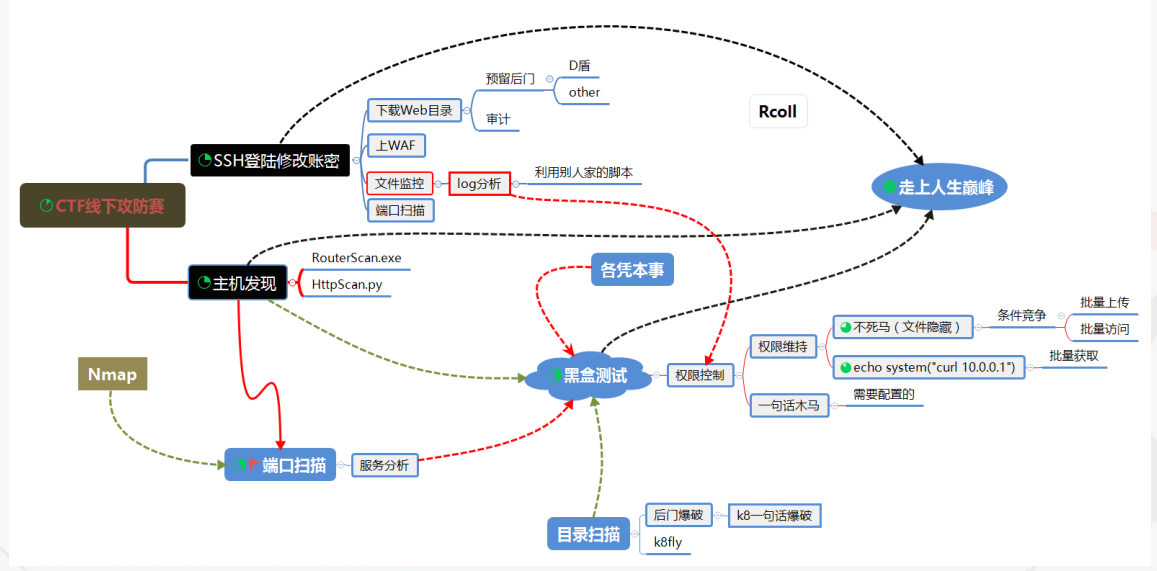 CTF线下攻防赛
SSH登陆修改账密
下载Web目录
预留后门
D盾
other
审计
上WAF
文件监控
log分析
利用别人家的脚本
端口扫描
Rcoll
走上人生巅峰
主机发现
RouterScan.exe
HttpScan.py
各凭本事
Nmap
端口扫描
服务分析
黑盒测试
权限控制
权限维持
不死马（文件隐藏）
条件竞争
批量上传
批量访问
echo system("curl 10.0.0.1")
批量获取
一句话木马
需要配置的
目录扫描
后门爆破
k8一句话爆破
k8fly